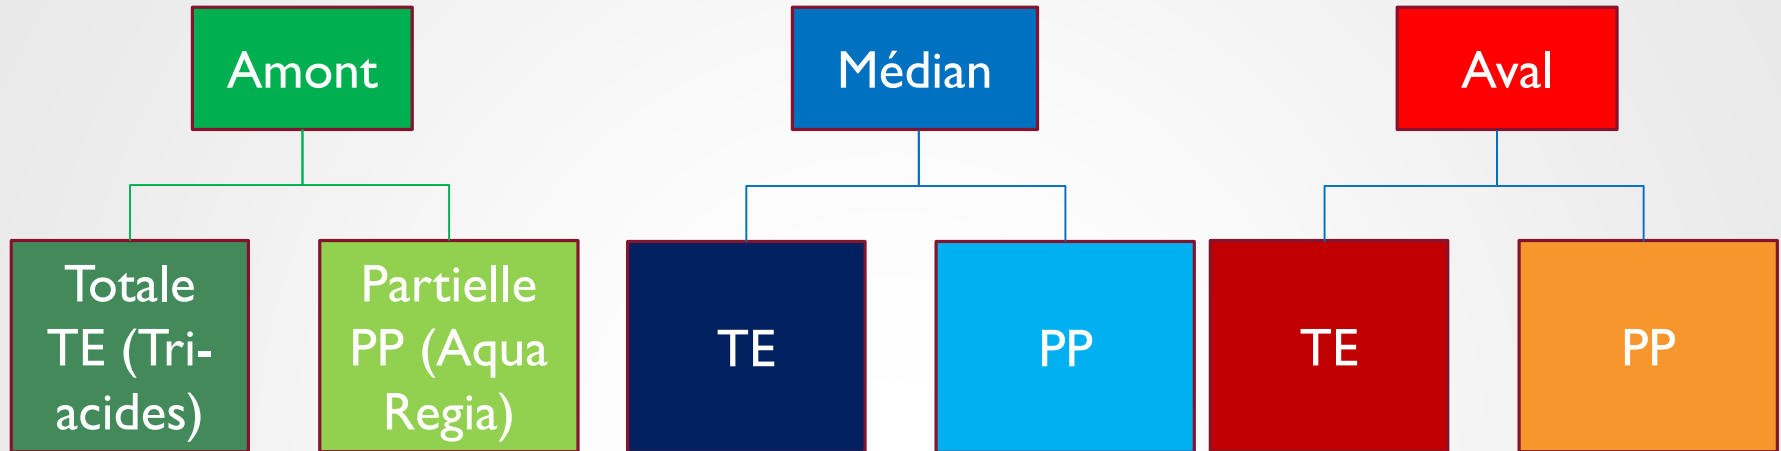 Amont
Médian
Aval
Totale
TE (Tri-
acides)
Partielle
PP (Aqua
Regia)
TE
PP
TE
PP